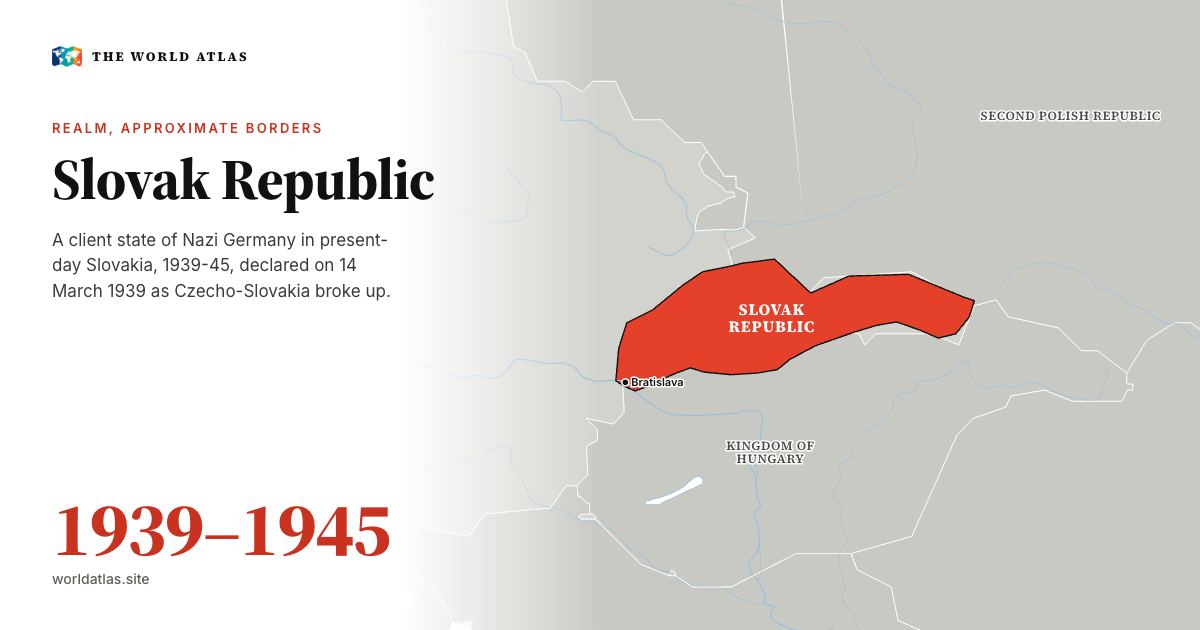 THE WORLD ATLAS
REALM, APPROXIMATE BORDERS
Slovak Republic
A client state of Nazi Germany in present-
day Slovakia, 1939-45, declared on 14
March 1939 as Czecho-Slovakia broke up.
1939–1945
worldatlas.site
SECOND POLISH REPUBLIC
SLOVAK
REPUBLIC
Bratislava
KINGDOM OF
HUNGARY